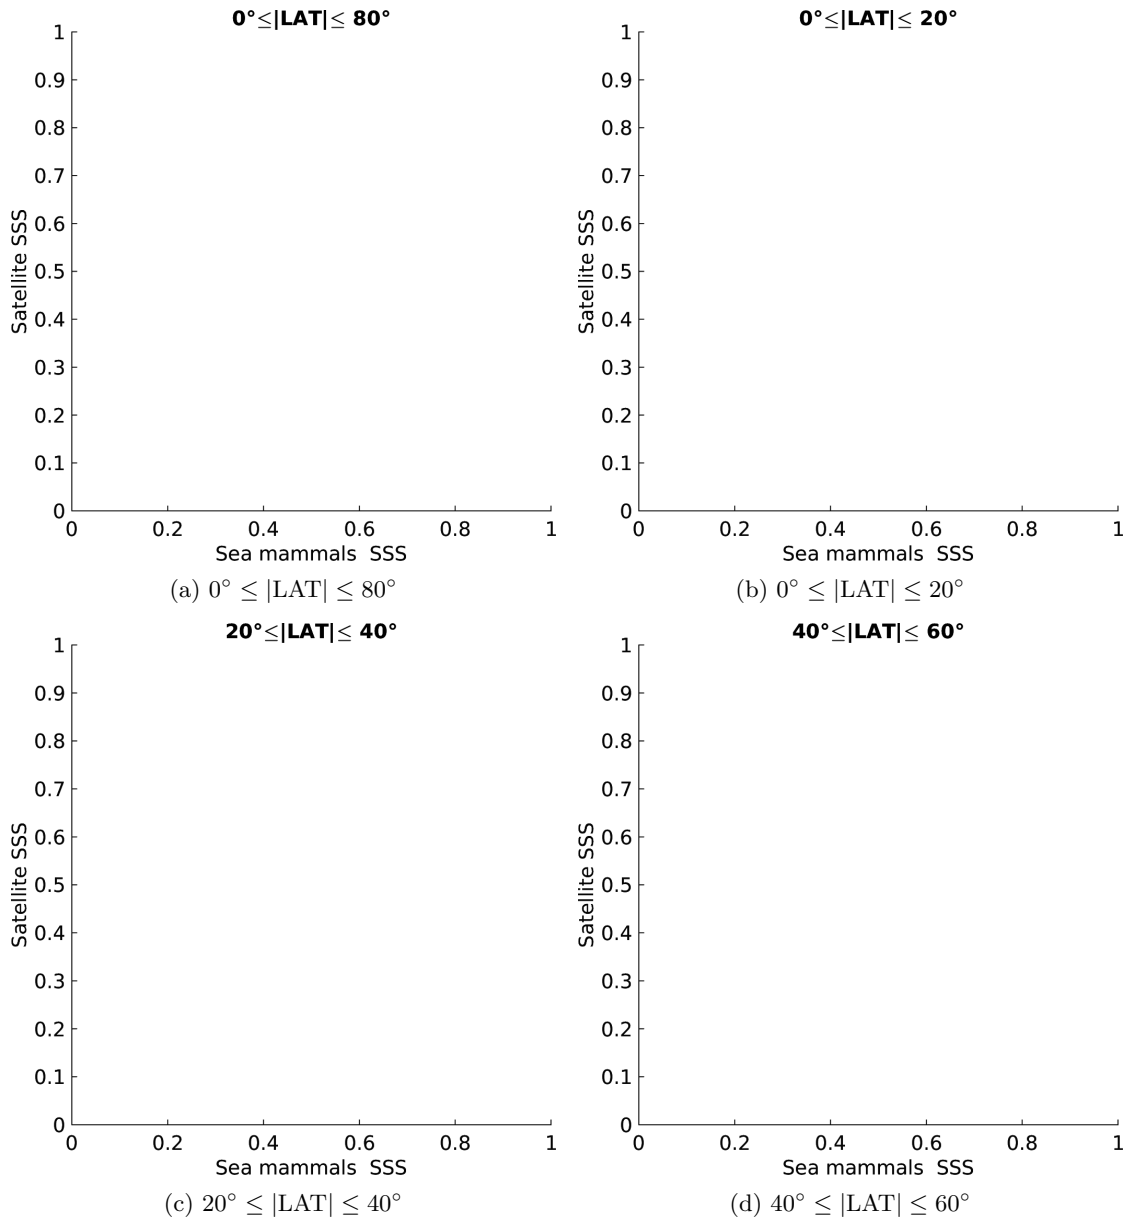 0°≤|LAT|≤ 80°
1
0.9
0.8
0.7
0.6
0.5
0.4
0.3
0.2
0.1
0
Satellite SSS
0 0.2 0.4 0.6 0.8 1
Sea mammals  SSS
(a) 0° ≤ |LAT| ≤ 80°
0°≤|LAT|≤ 20°
1
0.9
0.8
0.7
0.6
0.5
0.4
0.3
0.2
0.1
0
Satellite SSS
0 0.2 0.4 0.6 0.8 1
Sea mammals  SSS
(b) 0° ≤ |LAT| ≤ 20°
20°≤|LAT|≤ 40°
1
0.9
0.8
0.7
0.6
0.5
0.4
0.3
0.2
0.1
0
Satellite SSS
0 0.2 0.4 0.6 0.8 1
Sea mammals  SSS
(c) 20° ≤ |LAT| ≤ 40°
40°≤|LAT|≤ 60°
1
0.9
0.8
0.7
0.6
0.5
0.4
0.3
0.2
0.1
0
Satellite SSS
0 0.2 0.4 0.6 0.8 1
Sea mammals  SSS
(d) 40° ≤ |LAT| ≤ 60°